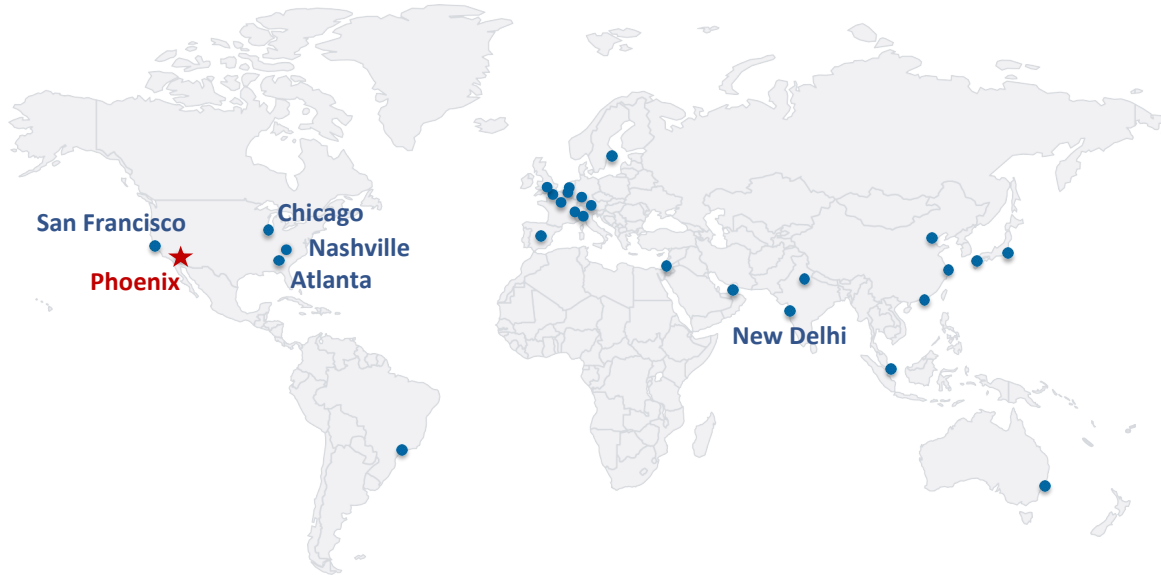 San Francisco
Chicago
Nashville
Phoenix
Atlanta
New Delhi